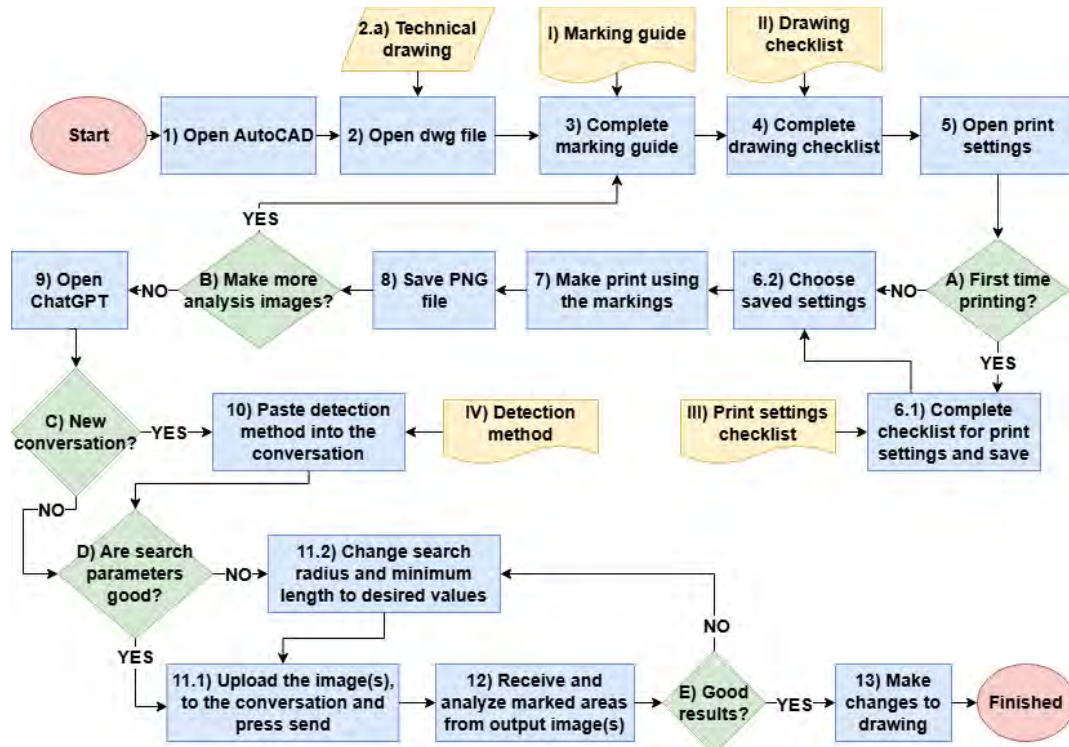 2.a) Technical
drawing
I) Marking guide
II) Drawing
checklist
Start
1) Open AutoCAD
2) Open dwg file
3) Complete
marking guide
4) Complete
drawing checklist
5) Open print
settings
YES
9) Open
ChatGPT
NO
B) Make more
analysis images?
8) Save PNG
file
7) Make print using
the markings
6.2) Choose
saved settings
NO
A) First time
printing?
YES
C) New
conversation?
YES
10) Paste detection
method into the
conversation
IV) Detection
method
III) Print settings
checklist
6.1) Complete
checklist for print
settings and save
NO
D) Are search
parameters
good?
NO
11.2) Change search
radius and minimum
length to desired values
NO
YES
11.1) Upload the image(s),
to the conversation and
press send
12) Receive and
analyze marked areas
from output image(s)
E) Good
results?
YES
13) Make
changes to
drawing
Finished